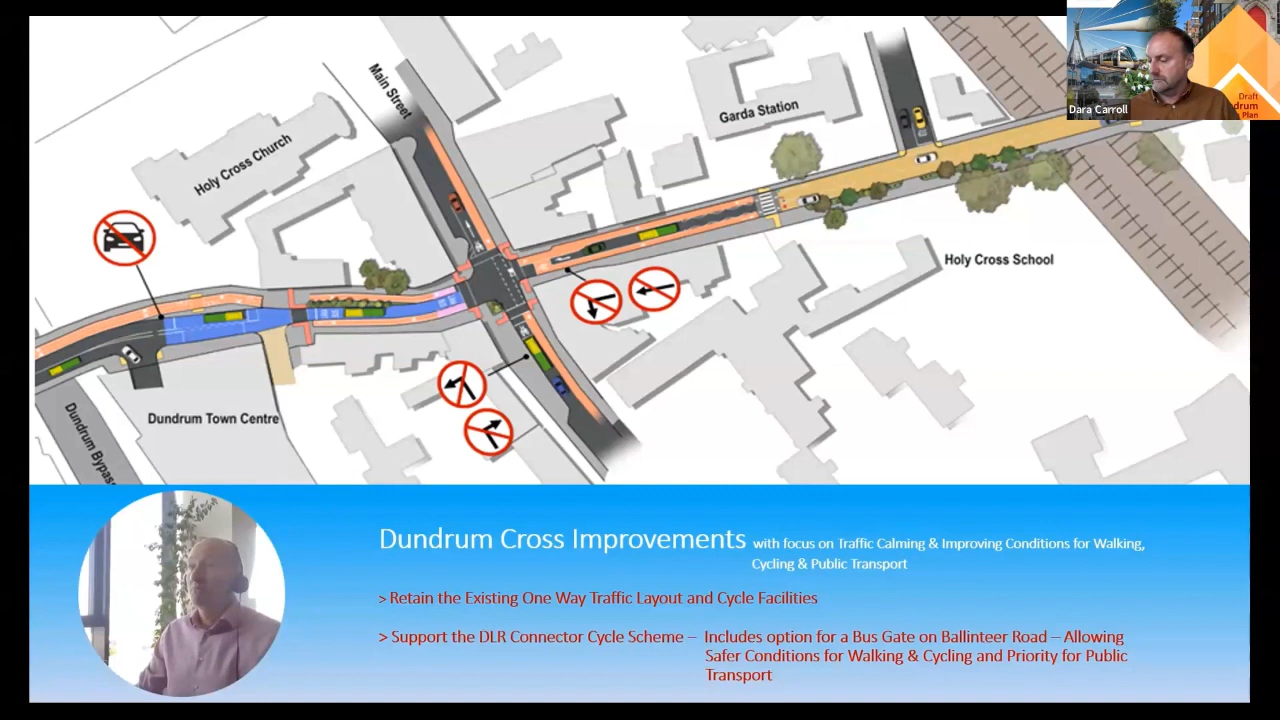 Main Street
Garda Station
Holy Cross Church
Holy Cross School
Dundrum Town Centre
Dundrum Bypass
Draft
drum
Plan
Dara Carroll
Dundrum Cross Improvements with focus on Traffic Calming & Improving Conditions for Walking,
Cycling & Public Transport
> Retain the Existing One Way Traffic Layout and Cycle Facilities
> Support the DLR Connector Cycle Scheme – Includes option for a Bus Gate on Ballinteer Road – Allowing
Safer Conditions for Walking & Cycling and Priority for Public
Transport